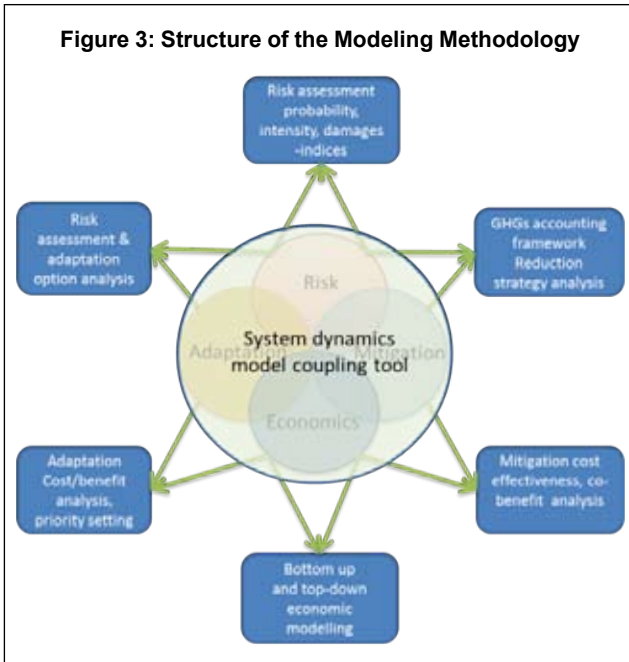 Figure 3: Structure of the Modeling Methodology
Risk assessment
probability,
intensity, damages
-indices
Risk
assessment &
adaptation
option analysis
GHGs accounting
framework
Reduction
strategy analysis
Risk
System dynamics
model coupling tool
Adaptation
Mitigation
Economics
Adaptation
Cost/benefit
analysis,
priority setting
Mitigation cost
effectiveness, co-
benefit analysis
Bottom up
and top-down
economic
modelling